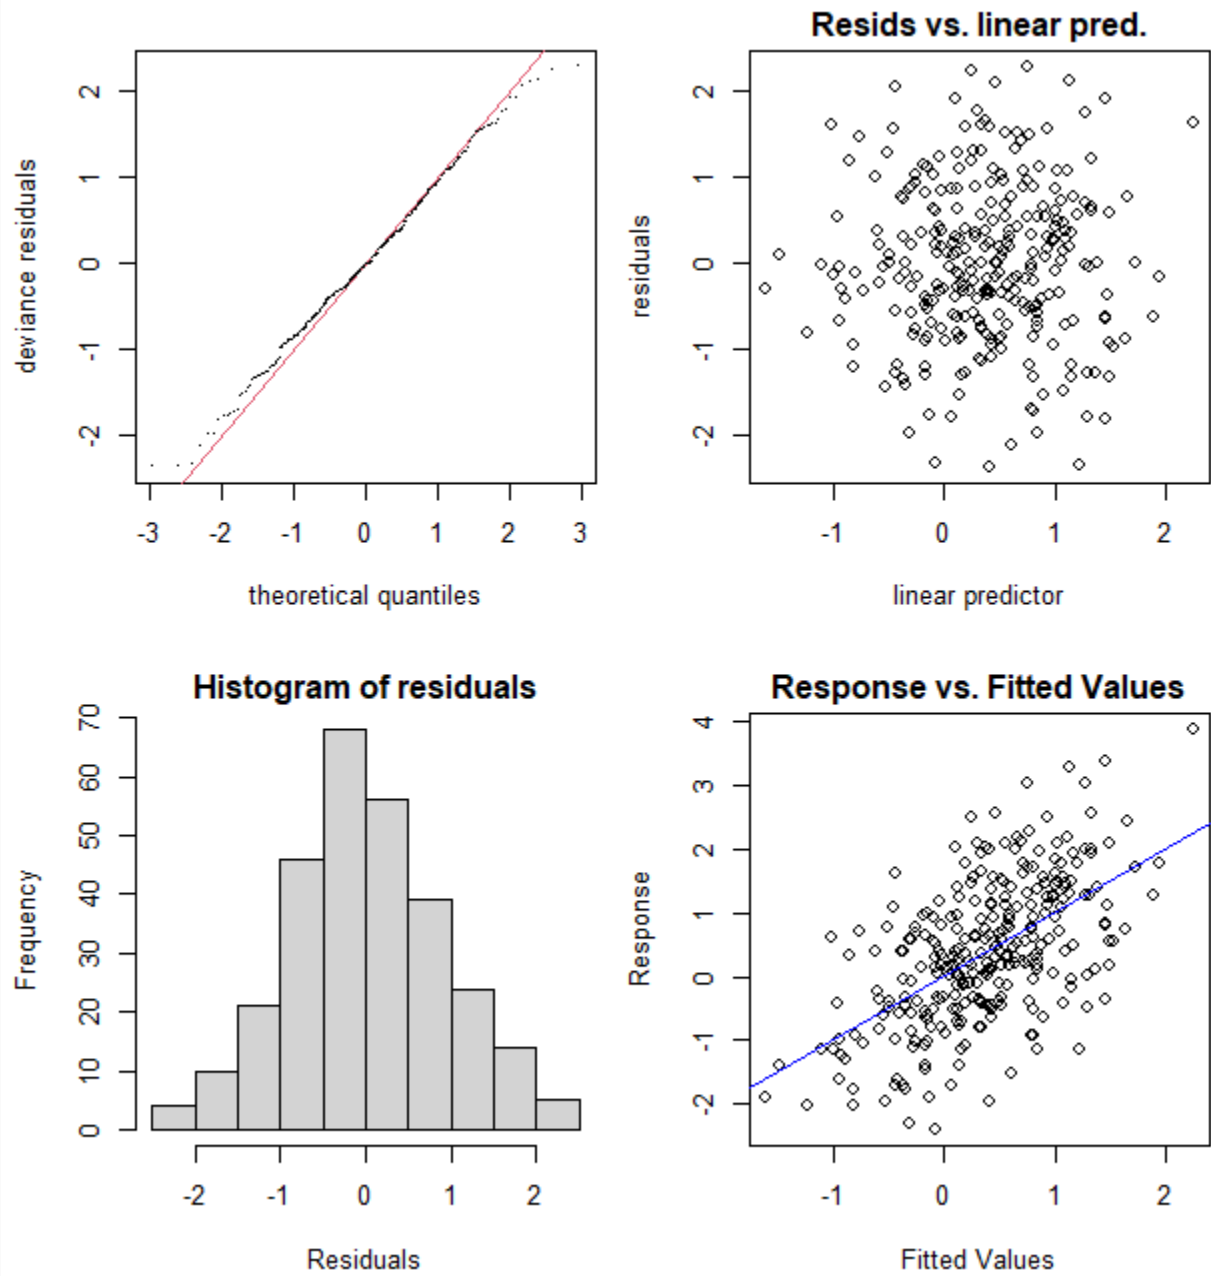 2
1
0
-1
-2
deviance residuals
-3 -2 -1 0 1 2 3
theoretical quantiles
Resids vs. linear pred.
2
1
0
-1
-2
residuals
-1 0 1 2
linear predictor
Histogram of residuals
70
60
50
40
30
20
10
0
Frequency
-2 -1 0 1 2
Residuals
Response vs. Fitted Values
4
3
2
1
0
-1
-2
Response
-1 0 1 2
Fitted Values